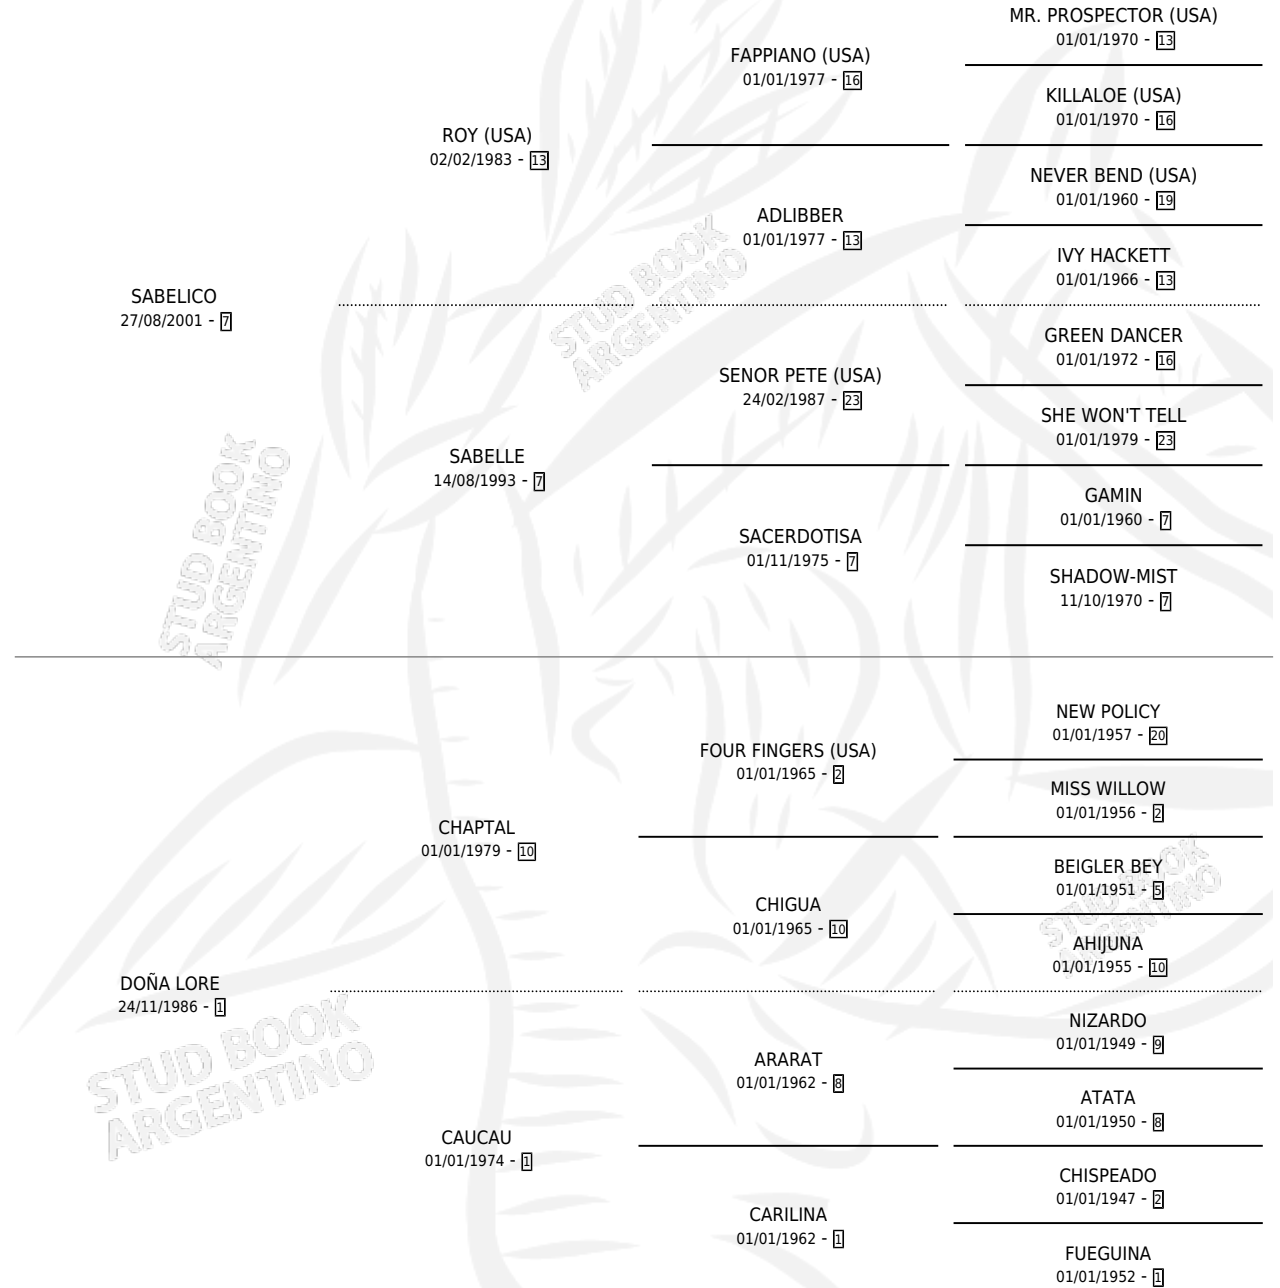 MR. PROSPECTOR (USA)
01/01/1970 - 13
FAPPIANO (USA)
01/01/1977 - 16
KILLALOE (USA)
01/01/1970 - 16
ROY (USA)
02/02/1983 - 13
NEVER BEND (USA)
01/01/1960 - 19
ADLIBBER
01/01/1977 - 13
IVY HACKETT
01/01/1966 - 13
SABELICO
27/08/2001 - 7
STUD BOOK
ARGENTINO
GREEN DANCER
01/01/1972 - 16
SENOR PETE (USA)
24/02/1987 - 23
SHE WON'T TELL
01/01/1979 - 23
SABELLE
14/08/1993 - 7
STUD BOOK
ARGENTINO
GAMIN
01/01/1960 - 7
SACERDOTISA
01/11/1975 - 7
SHADOW-MIST
11/10/1970 - 7
NEW POLICY
01/01/1957 - 20
FOUR FINGERS (USA)
01/01/1965 - 2
MISS WILLOW
01/01/1956 - 2
CHAPTAL
01/01/1979 - 10
BEIGLER BEY
01/01/1951 - 5
STUD BOOK
ARGENTINO
CHIGUA
01/01/1965 - 10
AHIJUNA
01/01/1955 - 10
DOÑA LORE
24/11/1986 - 1
STUD BOOK
ARGENTINO
NIZARDO
01/01/1949 - 9
ARARAT
01/01/1962 - 8
ATATA
01/01/1950 - 8
CAUCAU
01/01/1974 - 1
CHISPEADO
01/01/1947 - 2
CARILINA
01/01/1962 - 1
FUEGUINA
01/01/1952 - 1